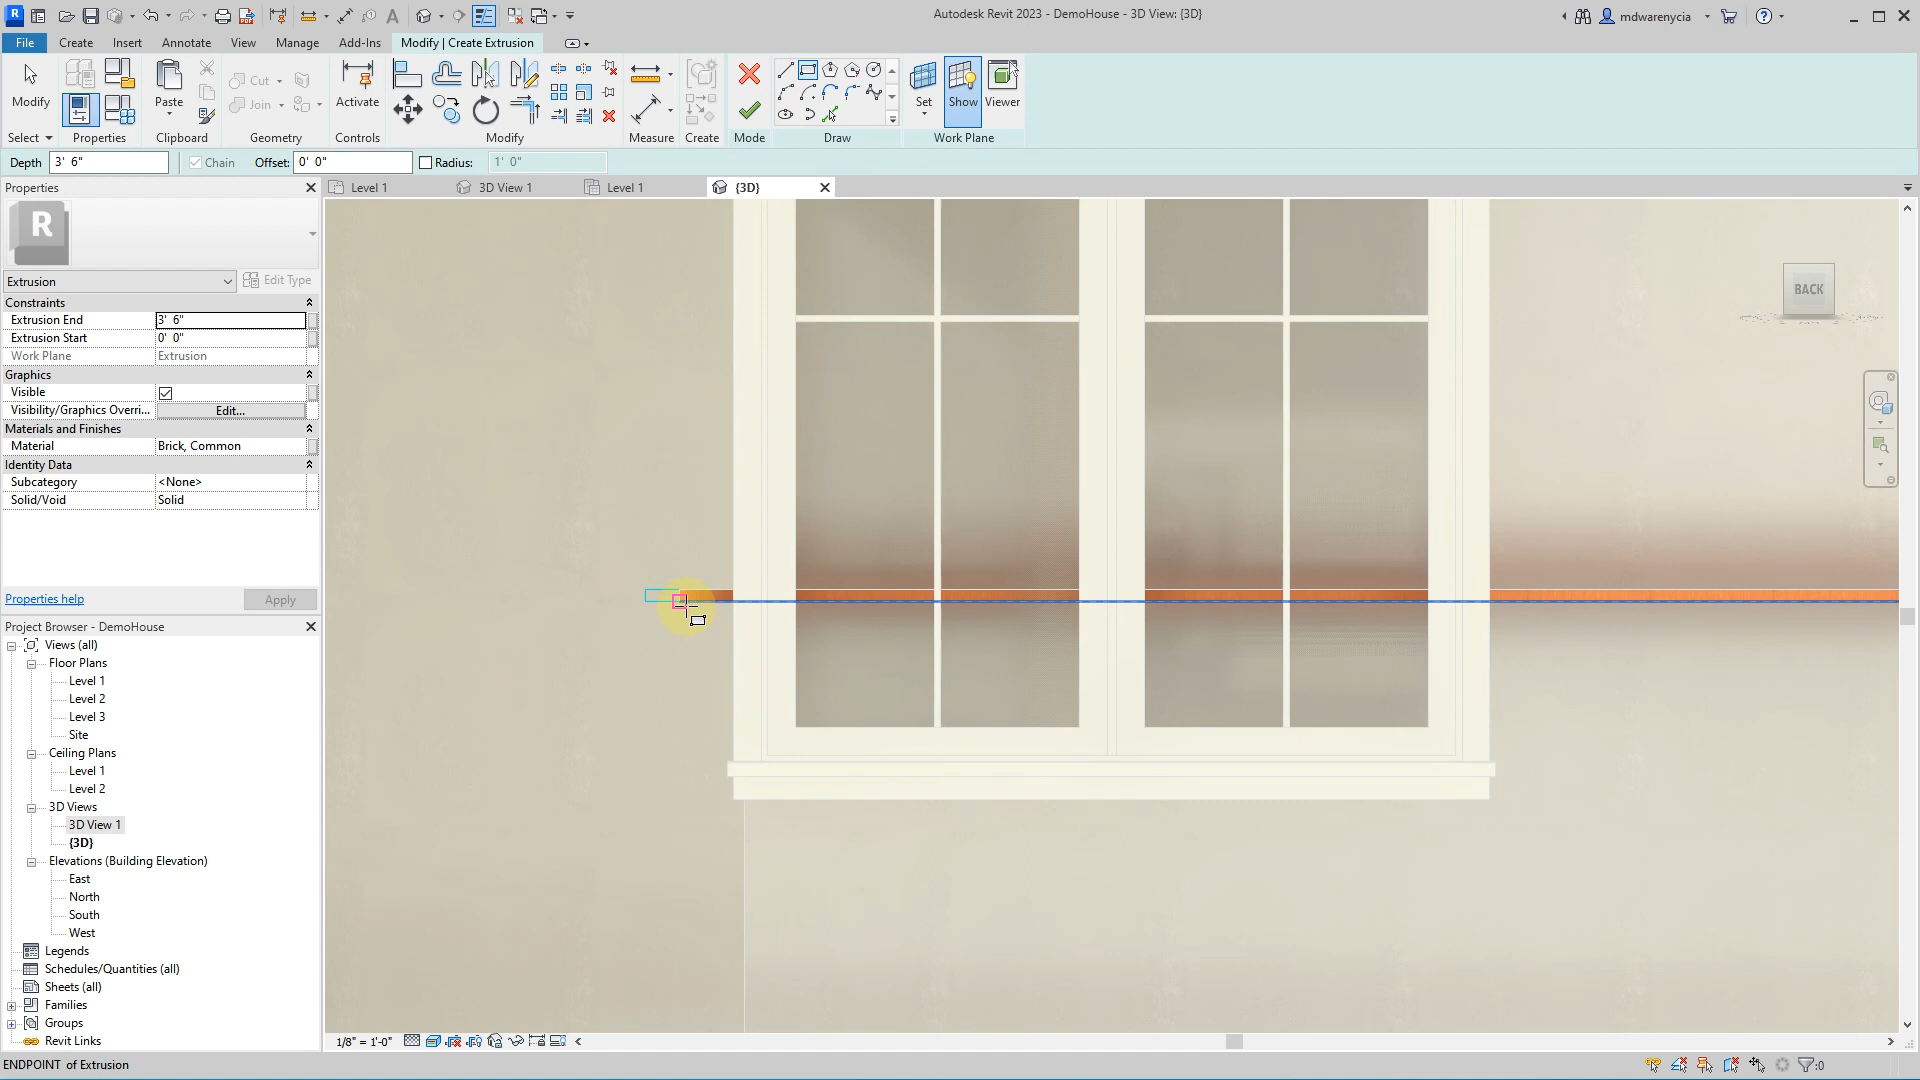 Autodesk Revit 2023 - DemoHouse - 3D View: {3D}
mdwarenycia
File Create Insert Annotate View Manage Add-Ins Modify | Create Extrusion
Modify Paste Cut Join Activate Set Show Viewer
Select Properties Clipboard Geometry Controls Modify Measure Create Mode Draw Work Plane
Depth 3' 6" Chain Offset: 0' 0" Radius: 1' 0"
Properties
Level 1 3D View 1 Level 1 {3D}
R
Extrusion Edit Type
Constraints
Extrusion End 3' 6"
Extrusion Start 0' 0"
Work Plane Extrusion
Graphics
Visible
Visibility/Graphics Overri... Edit...
Materials and Finishes
Material Brick, Common
Identity Data
Subcategory <None>
Solid/Void Solid
BACK
Properties help Apply
Project Browser - DemoHouse
Views (all)
Floor Plans
Level 1
Level 2
Level 3
Site
Ceiling Plans
Level 1
Level 2
3D Views
3D View 1
{3D}
Elevations (Building Elevation)
East
North
South
West
Legends
Schedules/Quantities (all)
Sheets (all)
Families
Groups
Revit Links
1/8" = 1'-0"
ENDPOINT of Extrusion
:0